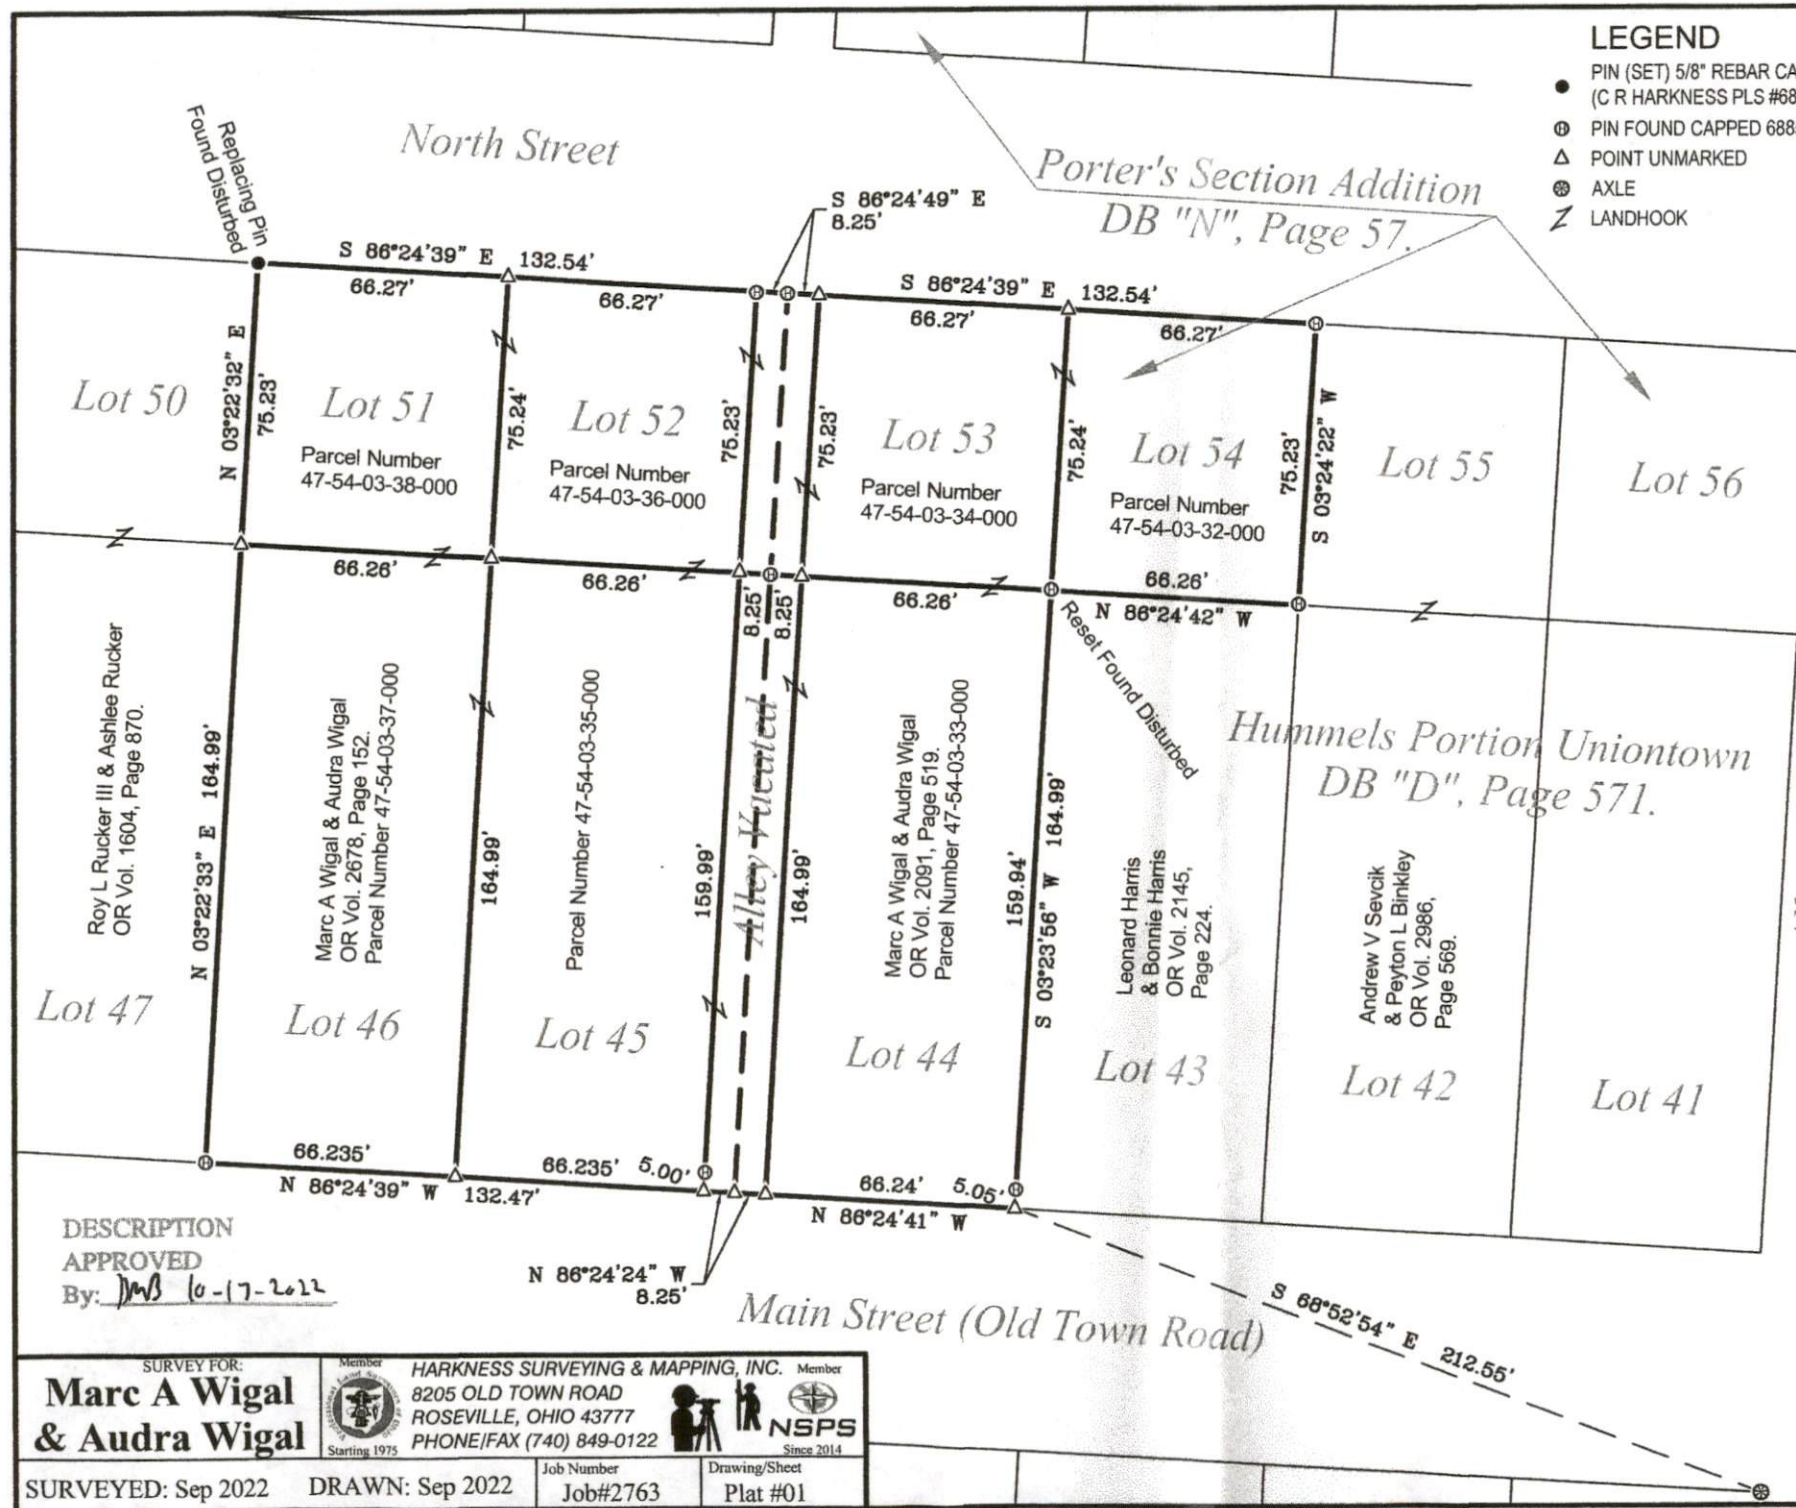 LEGEND
PIN (SET) 5/8" REBAR CA
(C R HARKNESS PLS #68
PIN FOUND CAPPED 688
POINT UNMARKED
AXLE
LANDHOOK
North Street
Replacing Pin
Found Disturbed
Porter's Section Addition
DB "N", Page 57.
S 86°24'49" E
8.25'
S 86°24'39" E 132.54'
66.27'
66.27'
S 86°24'39" E 132.54'
66.27'
66.27'
Lot 50
N 03°22'32" E
75.23'
Lot 51
Parcel Number
47-54-03-38-000
75.24'
Lot 52
Parcel Number
47-54-03-36-000
75.23'
75.23'
Lot 53
Parcel Number
47-54-03-34-000
75.24'
Lot 54
Parcel Number
47-54-03-32-000
75.23'
S 03°24'22" W
Lot 55
Lot 56
66.26'
66.26'
8.25'
8.25'
66.26'
66.26'
N 86°24'42" W
Reset Found Disturbed
Hummels Portion Uniontown
DB "D", Page 571.
Roy L Rucker III & Ashlee Rucker
OR Vol. 1604, Page 870.
N 03°22'33" E 164.99'
Marc A Wigal & Audra Wigal
OR Vol. 2678, Page 152.
Parcel Number 47-54-03-37-000
164.99'
Parcel Number 47-54-03-35-000
159.99'
Alley Vacated
164.99'
Marc A Wigal & Audra Wigal
OR Vol. 2091, Page 519.
Parcel Number 47-54-03-33-000
159.94'
S 03°23'56" W 164.99'
Leonard Harris
& Bonnie Harris
OR Vol. 2145,
Page 224.
Andrew V Sevcik
& Peyton L Binkley
OR Vol. 2986,
Page 569.
Lot 47
Lot 46
Lot 45
Lot 44
Lot 43
Lot 42
Lot 41
66.235'
66.235'
5.00'
66.24'
5.05'
N 86°24'39" W 132.47'
N 86°24'41" W
N 86°24'24" W
8.25'
DESCRIPTION
APPROVED
By: DMB 10-17-2022
Main Street (Old Town Road)
S 68°52'54" E 212.55'
SURVEY FOR:
Marc A Wigal
& Audra Wigal
Member
Starting 1975
HARKNESS SURVEYING & MAPPING, INC.
8205 OLD TOWN ROAD
ROSEVILLE, OHIO 43777
PHONE/FAX (740) 849-0122
Member
NSPS
Since 2014
SURVEYED: Sep 2022 DRAWN: Sep 2022
Job Number
Job#2763
Drawing/Sheet
Plat #01